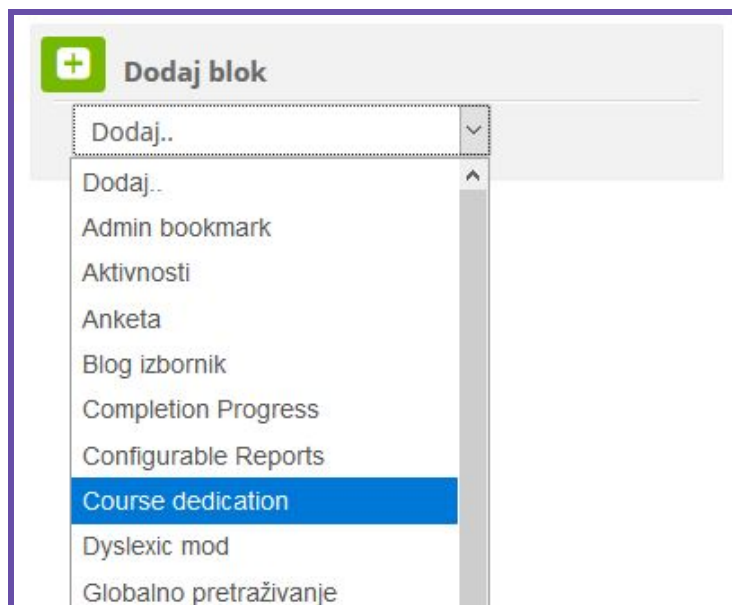 Dodaj blok
Dodaj..
Dodaj..
Admin bookmark
Aktivnosti
Anketa
Blog izbornik
Completion Progress
Configurable Reports
Course dedication
Dyslexic mod
Globalno pretraživanje